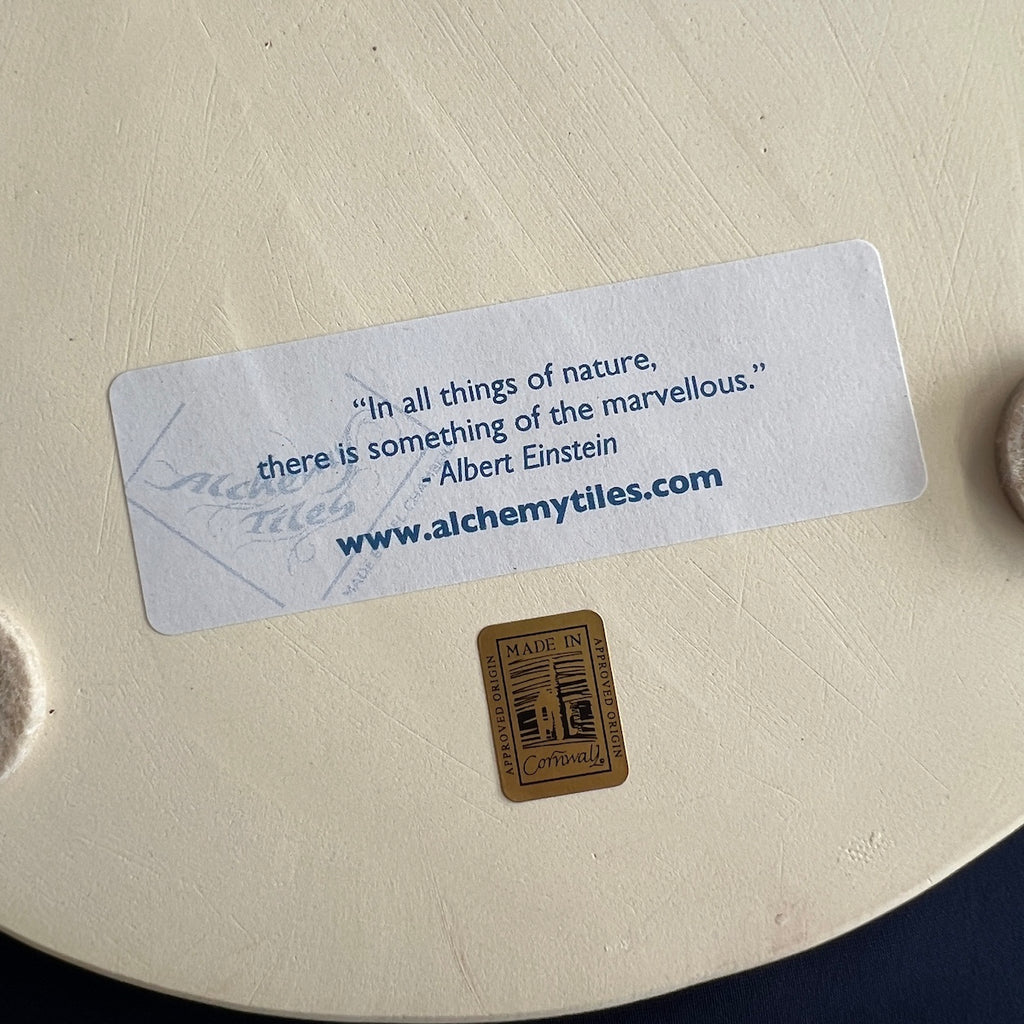 “In all things of nature,
there is something of the marvellous.”
- Albert Einstein
www.alchemytiles.com
Alchemy
Tiles
MADE
MADE IN
APPROVED ORIGIN
APPROVED ORIGIN
Cornwall